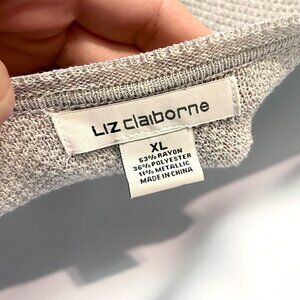 LIZ claiborne
XL
53% RAYON
36% POLYESTER
11% METALLIC
MADE IN CHINA